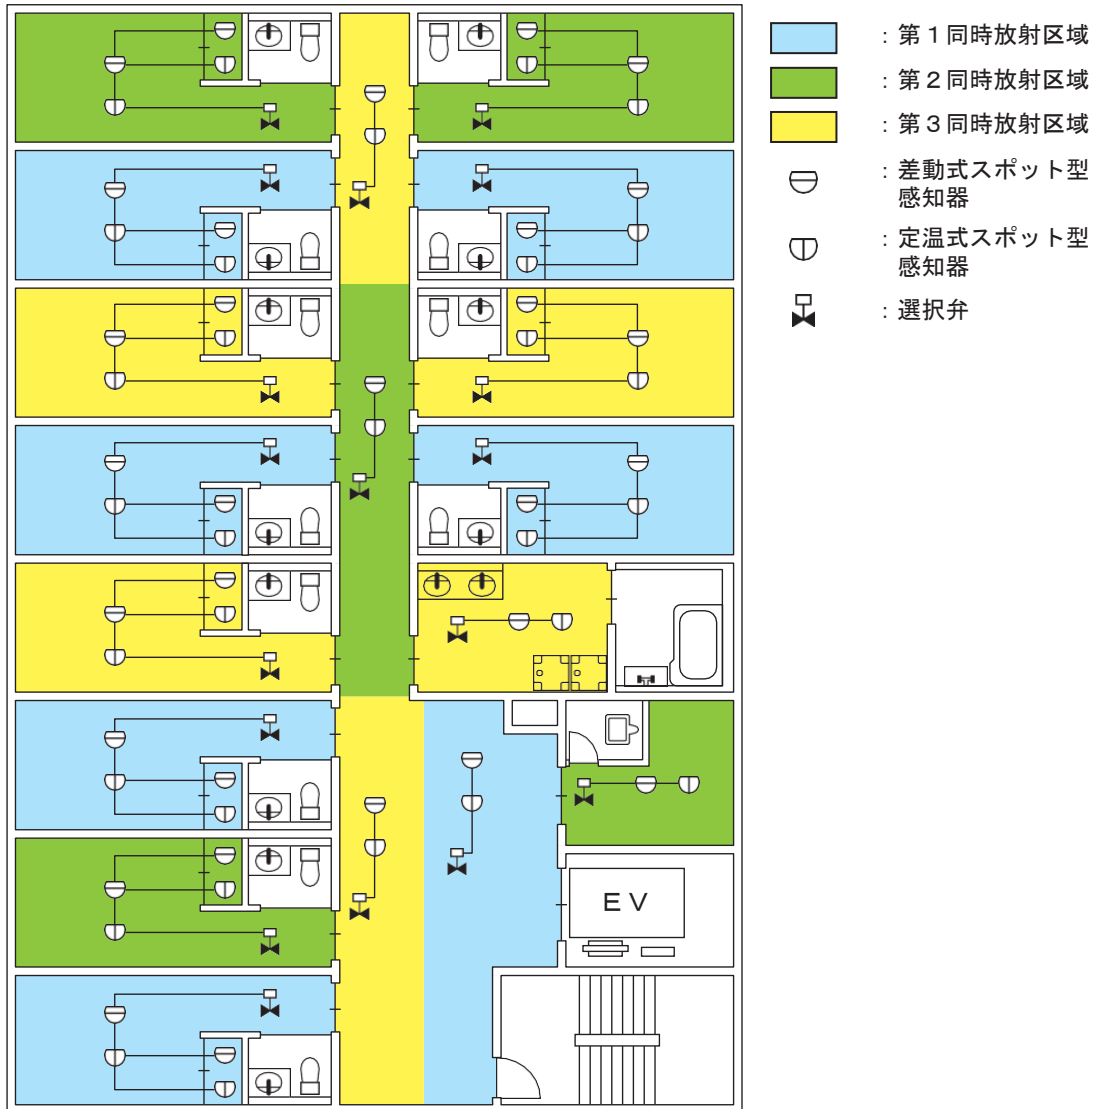 ：第１同時放射区域
：第２同時放射区域
：第３同時放射区域
：差動式スポット型
感知器
：定温式スポット型
感知器
：選択弁
ＥＶ